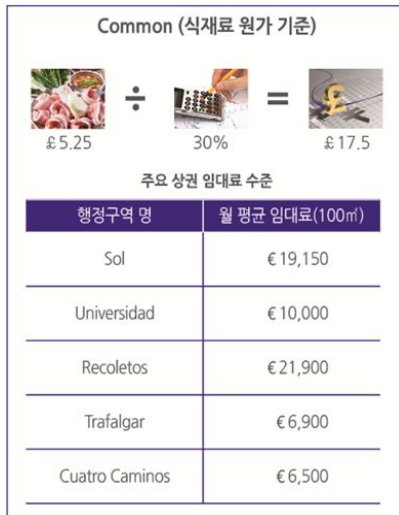 Common (식재료 원가 기준)
÷ =
£5.25 30% £17.5
주요 상권 임대료 수준
행정구역 명 월 평균 임대료(100㎡)
Sol €19,150
Universidad €10,000
Recoletos €21,900
Trafalgar €6,900
Cuatro Caminos €6,500